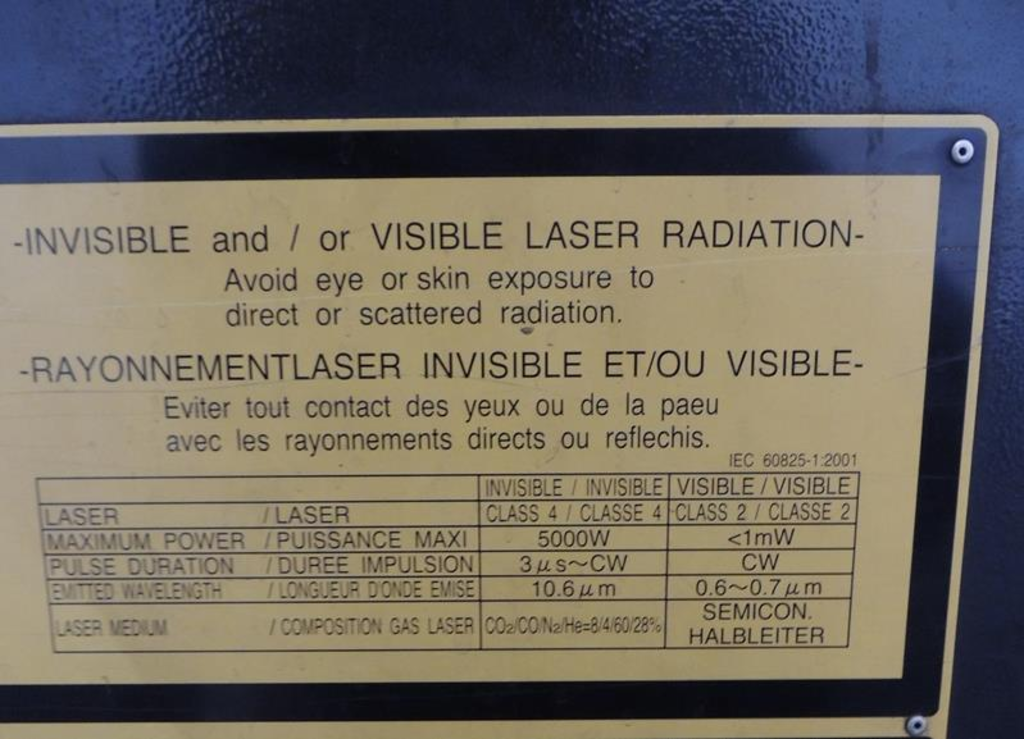 -INVISIBLE and / or VISIBLE LASER RADIATION-
Avoid eye or skin exposure to
direct or scattered radiation.
-RAYONNEMENTLASER INVISIBLE ET/OU VISIBLE-
Eviter tout contact des yeux ou de la paeu
avec les rayonnements directs ou reflechis.
IEC 60825-1:2001
INVISIBLE / INVISIBLE VISIBLE / VISIBLE
LASER / LASER CLASS 4 / CLASSE 4 CLASS 2 / CLASSE 2
MAXIMUM POWER / PUISSANCE MAXI 5000W <1mW
PULSE DURATION / DUREE IMPULSION 3μs~CW CW
EMITTED WAVELENGTH / LONGUEUR D'ONDE EMISE 10.6μm 0.6~0.7μm
LASER MEDIUM / COMPOSITION GAS LASER CO2/CO/N2/He=8/4/60/28% SEMICON.
HALBLEITER